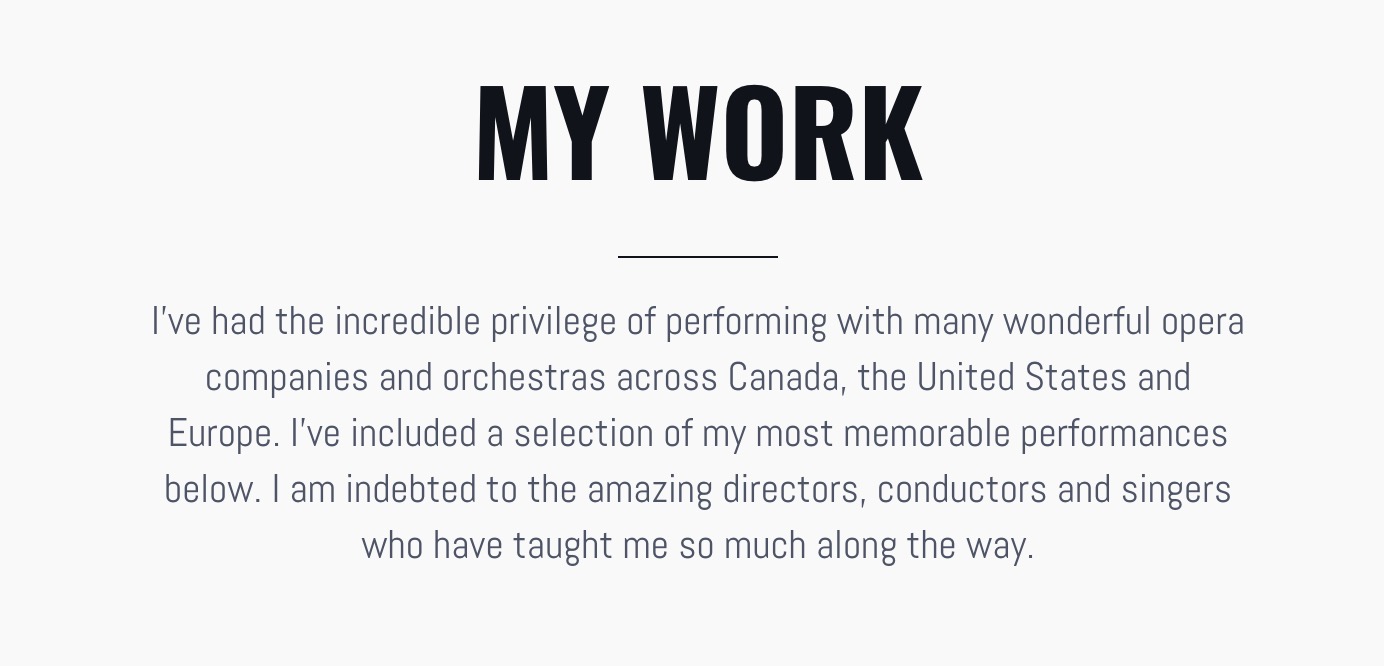 MY WORK
I've had the incredible privilege of performing with many wonderful opera
companies and orchestras across Canada, the United States and
Europe. I've included a selection of my most memorable performances
below. I am indebted to the amazing directors, conductors and singers
who have taught me so much along the way.